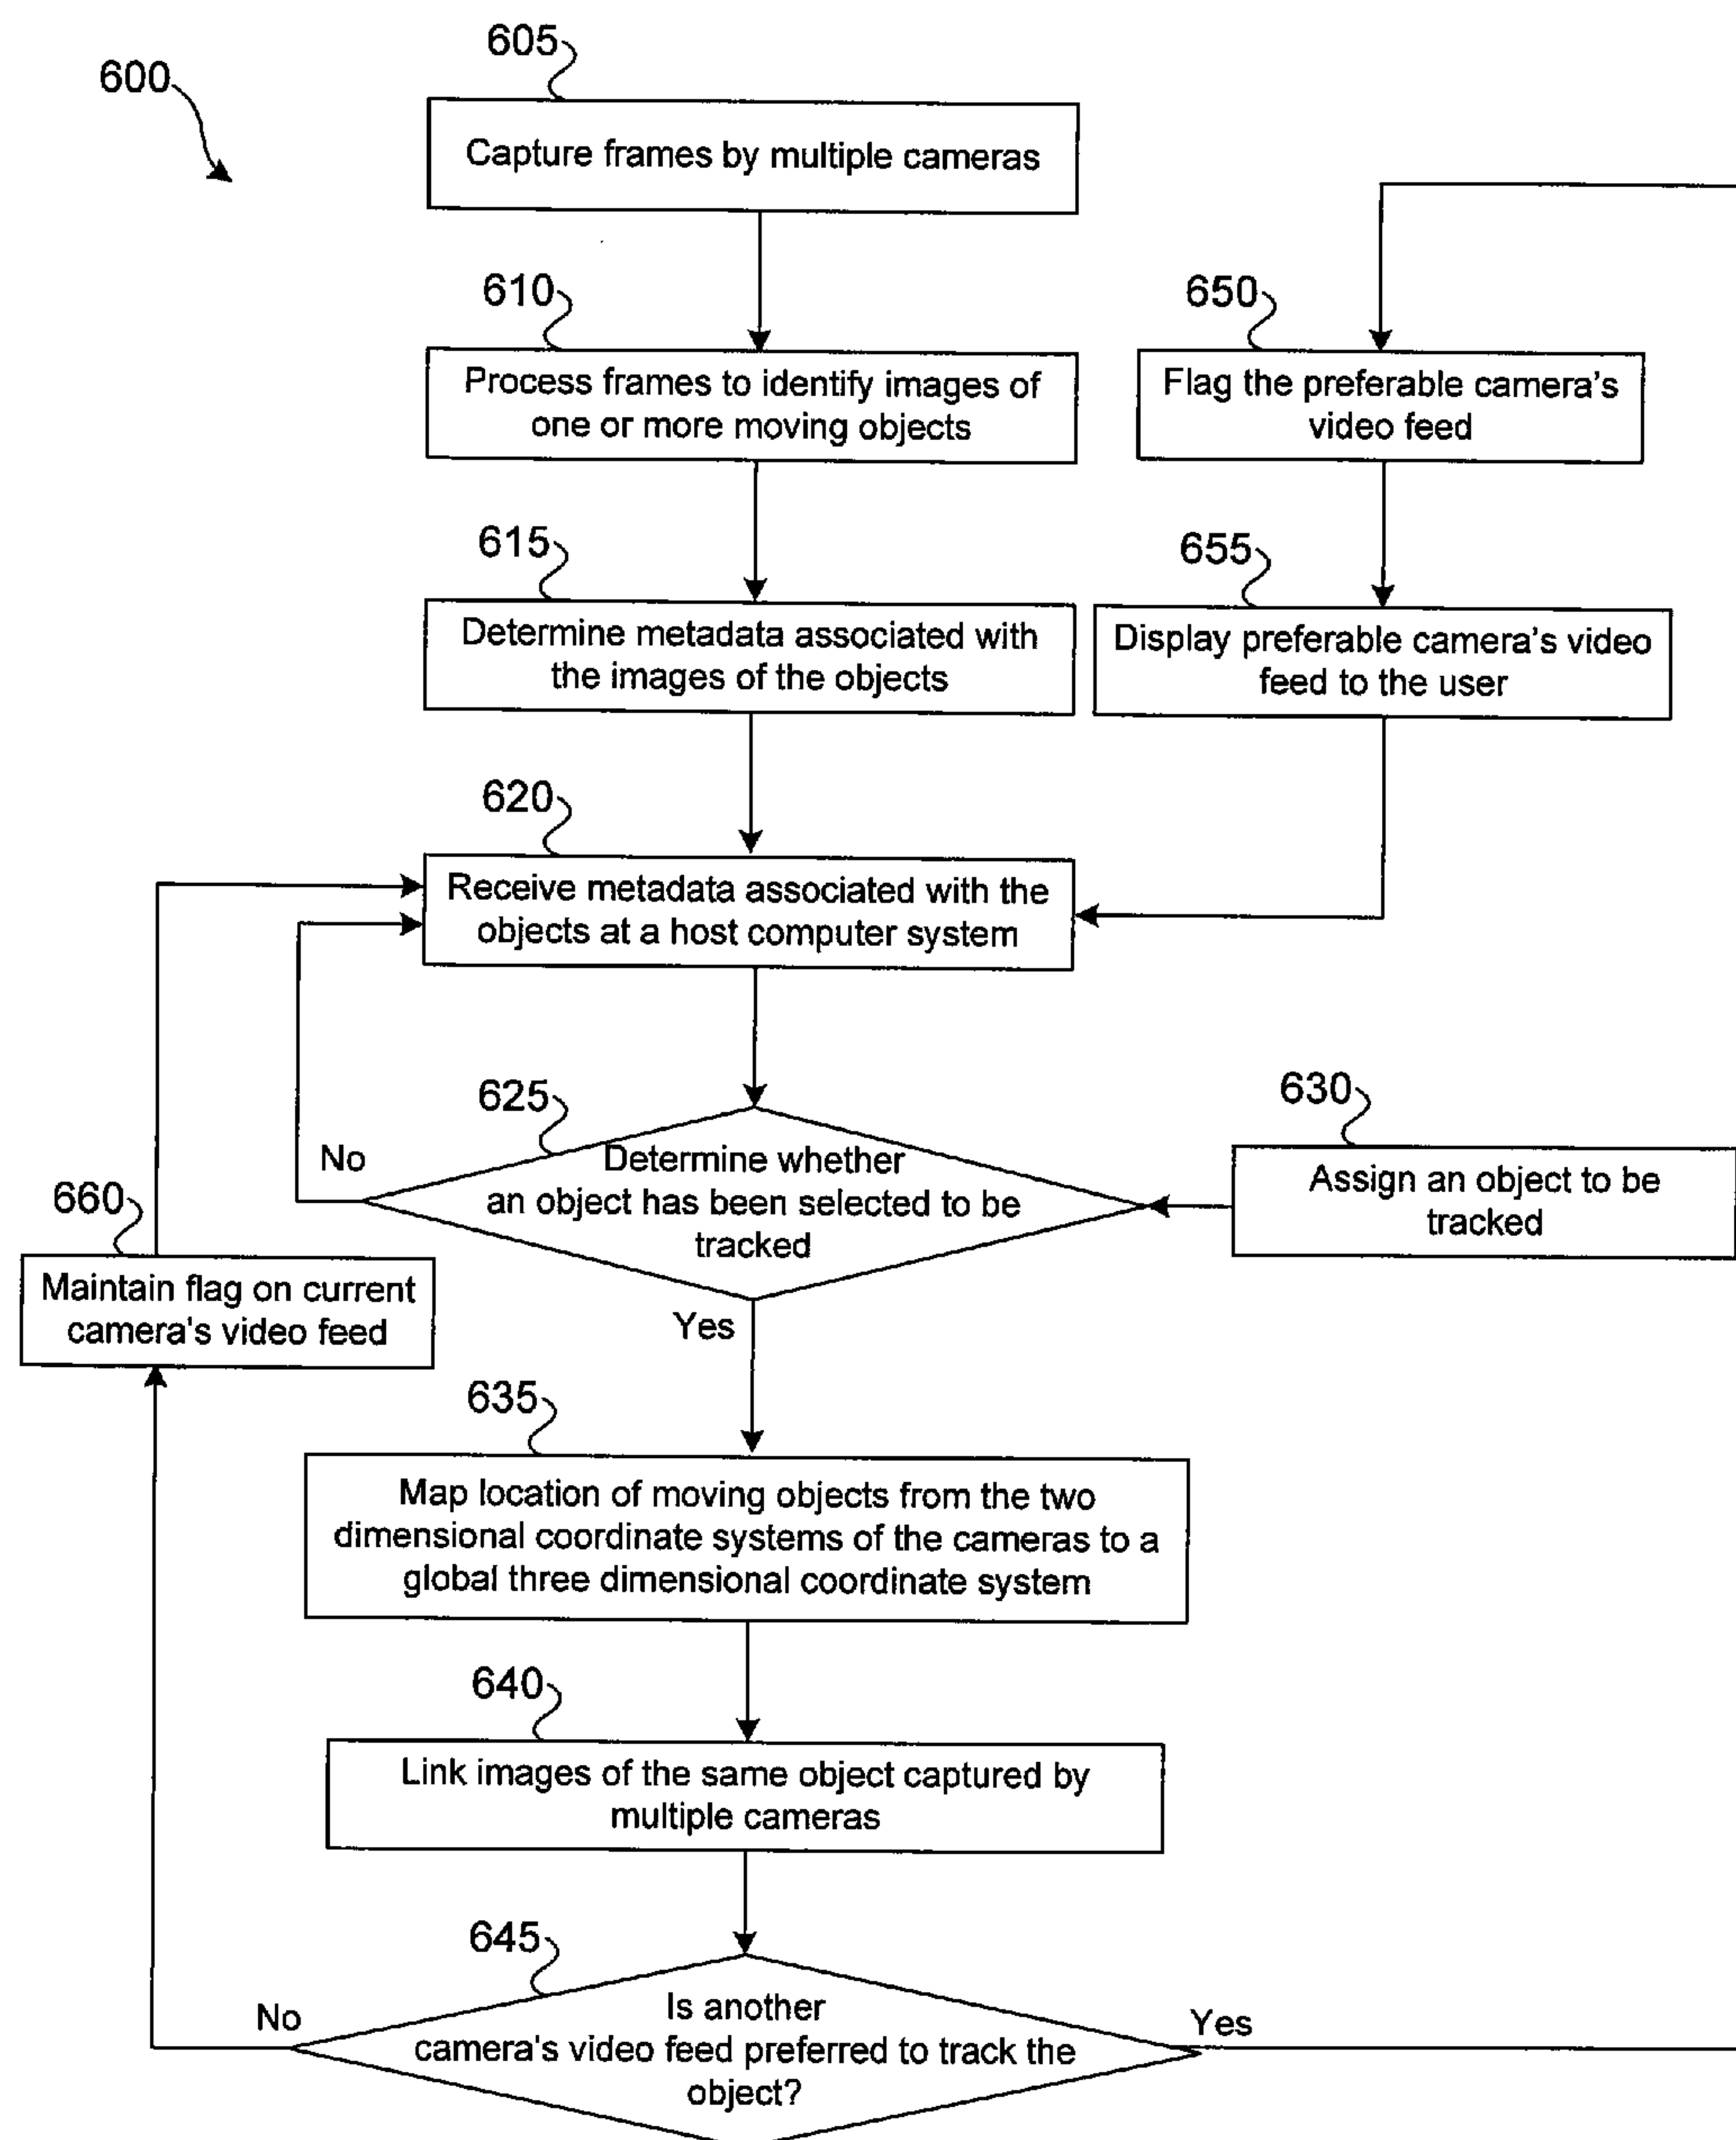 600
605
Capture frames by multiple cameras
610
Process frames to identify images of
one or more moving objects
615
Determine metadata associated with
the images of the objects
620
Receive metadata associated with the
objects at a host computer system
625
Determine whether
an object has been selected to be
tracked
No
Yes
630
Assign an object to be
tracked
635
Map location of moving objects from the two
dimensional coordinate systems of the cameras to a
global three dimensional coordinate system
640
Link images of the same object captured by
multiple cameras
645
Is another
camera's video feed preferred to track the
object?
No
Yes
650
Flag the preferable camera's
video feed
655
Display preferable camera's video
feed to the user
660
Maintain flag on current
camera's video feed